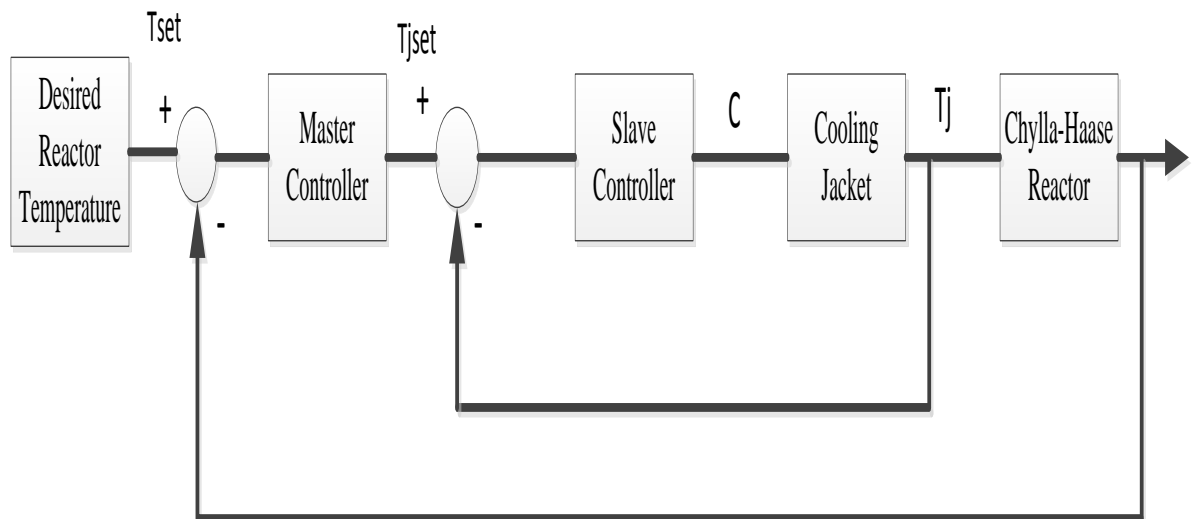 Tset
Tjset
+
+
-
-
Desired
Reactor
Temperature
Master
Controller
Slave
Controller
C
Cooling
Jacket
Tj
Chylla-Haase
Reactor